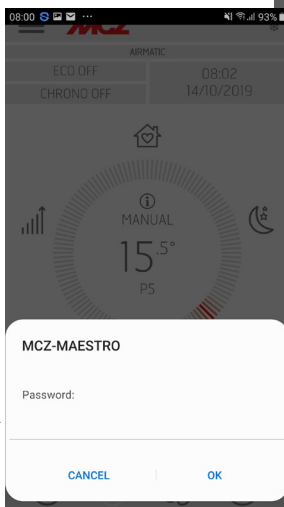 08:00 S ··· 93%
MCZ
AIRMATIC
ECO OFF
08:02
CHRONO OFF
14/10/2019
MANUAL
15.5°
P5
MCZ-MAESTRO
Password:
CANCEL
OK